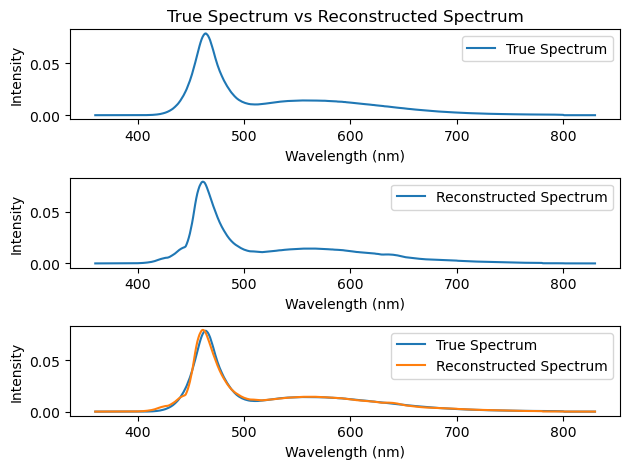 True Spectrum vs Reconstructed Spectrum
Intensity
0.05
0.00
True Spectrum
400 500 600 700 800
Wavelength (nm)
Intensity
0.05
0.00
Reconstructed Spectrum
400 500 600 700 800
Wavelength (nm)
Intensity
0.05
0.00
True Spectrum
Reconstructed Spectrum
400 500 600 700 800
Wavelength (nm)